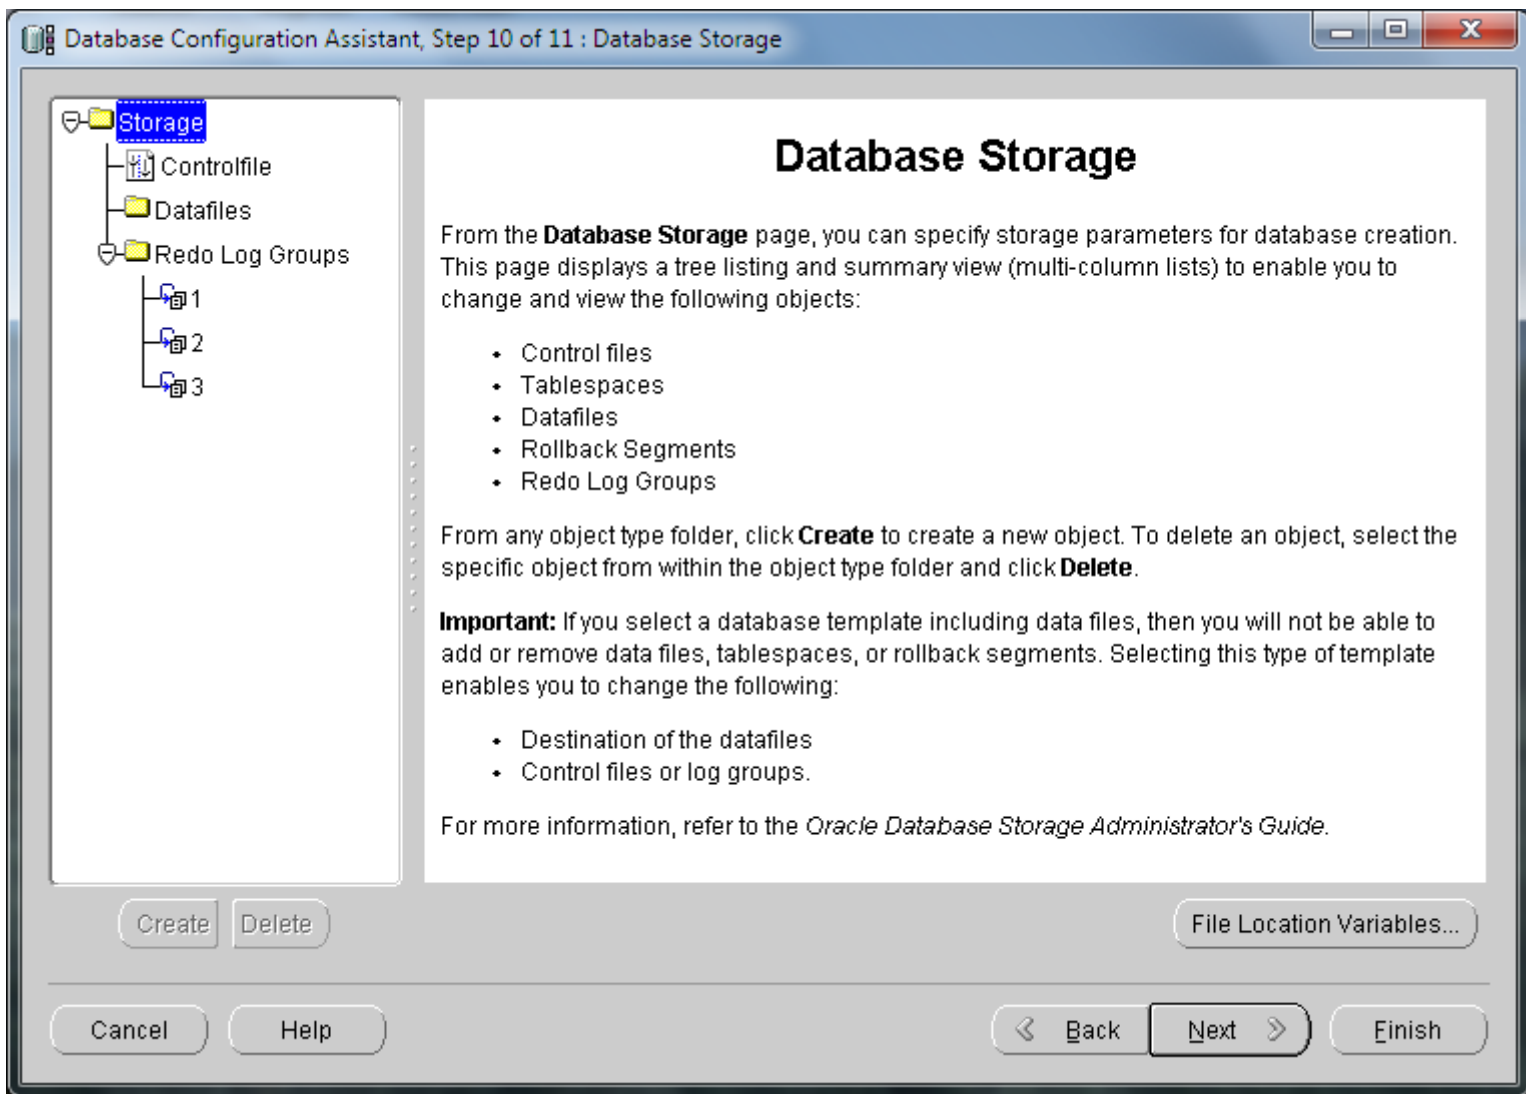 Database Configuration Assistant, Step 10 of 11 : Database Storage
Storage
Controlfile
Datafiles
Redo Log Groups
1
2
3
Database Storage
From the Database Storage page, you can specify storage parameters for database creation.
This page displays a tree listing and summary view (multi-column lists) to enable you to
change and view the following objects:
• Control files
• Tablespaces
• Datafiles
• Rollback Segments
• Redo Log Groups
From any object type folder, click Create to create a new object. To delete an object, select the
specific object from within the object type folder and click Delete.
Important: If you select a database template including data files, then you will not be able to
add or remove data files, tablespaces, or rollback segments. Selecting this type of template
enables you to change the following:
• Destination of the datafiles
• Control files or log groups.
For more information, refer to the Oracle Database Storage Administrator's Guide.
Create Delete
File Location Variables...
Cancel Help Back Next Finish